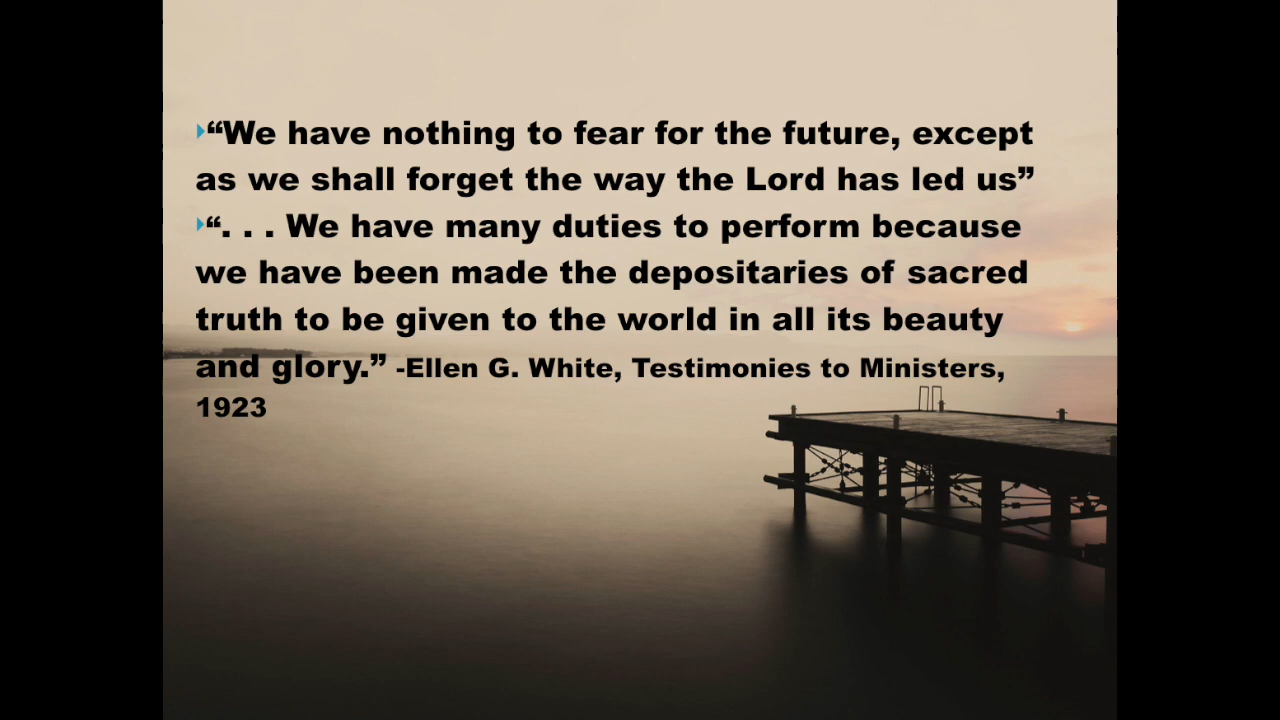 “We have nothing to fear for the future, except
as we shall forget the way the Lord has led us”
“. . . We have many duties to perform because
we have been made the depositaries of sacred
truth to be given to the world in all its beauty
and glory.” -Ellen G. White, Testimonies to Ministers,
1923